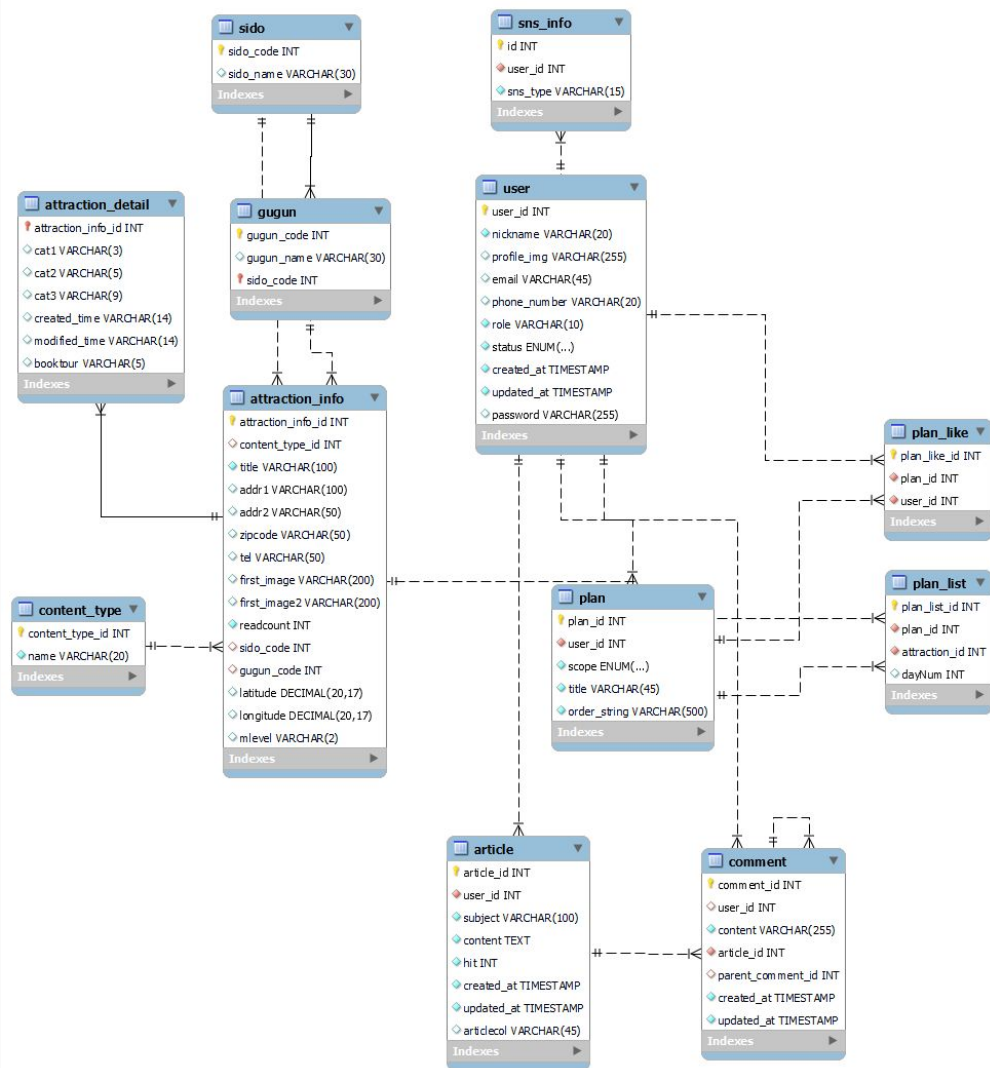 sido
sido_code INT
sido_name VARCHAR(30)
Indexes
sns_info
id INT
user_id INT
sns_type VARCHAR(15)
Indexes
attraction_detail
attraction_info_id INT
cat1 VARCHAR(3)
cat2 VARCHAR(5)
cat3 VARCHAR(9)
created_time VARCHAR(14)
modified_time VARCHAR(14)
booktour VARCHAR(5)
Indexes
gugun
gugun_code INT
gugun_name VARCHAR(30)
sido_code INT
Indexes
user
user_id INT
nickname VARCHAR(20)
profile_img VARCHAR(255)
email VARCHAR(45)
phone_number VARCHAR(20)
role VARCHAR(10)
status ENUM(...)
created_at TIMESTAMP
updated_at TIMESTAMP
password VARCHAR(255)
Indexes
attraction_info
attraction_info_id INT
content_type_id INT
title VARCHAR(100)
addr1 VARCHAR(100)
addr2 VARCHAR(50)
zipcode VARCHAR(50)
tel VARCHAR(50)
first_image VARCHAR(200)
first_image2 VARCHAR(200)
readcount INT
sido_code INT
gugun_code INT
latitude DECIMAL(20,17)
longitude DECIMAL(20,17)
mlevel VARCHAR(2)
Indexes
plan_like
plan_like_id INT
plan_id INT
user_id INT
Indexes
content_type
content_type_id INT
name VARCHAR(20)
Indexes
plan
plan_id INT
user_id INT
scope ENUM(...)
title VARCHAR(45)
order_string VARCHAR(500)
Indexes
plan_list
plan_list_id INT
plan_id INT
attraction_id INT
dayNum INT
Indexes
article
article_id INT
user_id INT
subject VARCHAR(100)
content TEXT
hit INT
created_at TIMESTAMP
updated_at TIMESTAMP
articlecol VARCHAR(45)
Indexes
comment
comment_id INT
user_id INT
content VARCHAR(255)
article_id INT
parent_comment_id INT
created_at TIMESTAMP
updated_at TIMESTAMP
Indexes